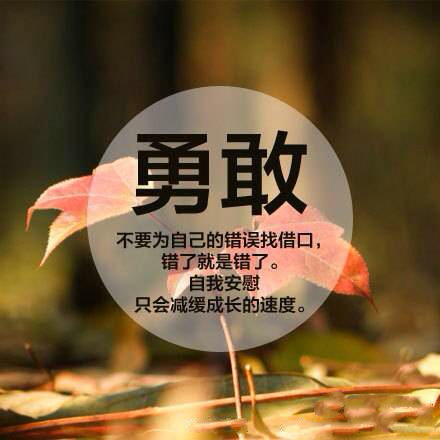 勇敢
不要为自己的错误找借口，
错了就是错了。
自我安慰
只会减缓成长的速度。